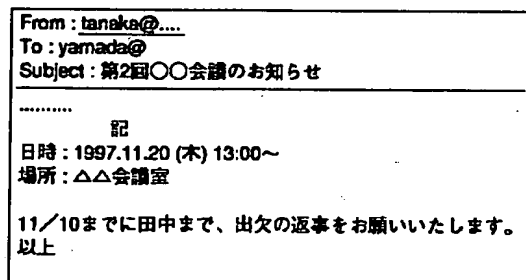 From : tanaka@....
To : yamada@
Subject : 第2回〇〇会議のお知らせ
..........
記
日時 : 1997.11.20 (木) 13:00～
場所 : △△会議室
11／10までに田中まで、出欠の返事をお願いいたします。
以上